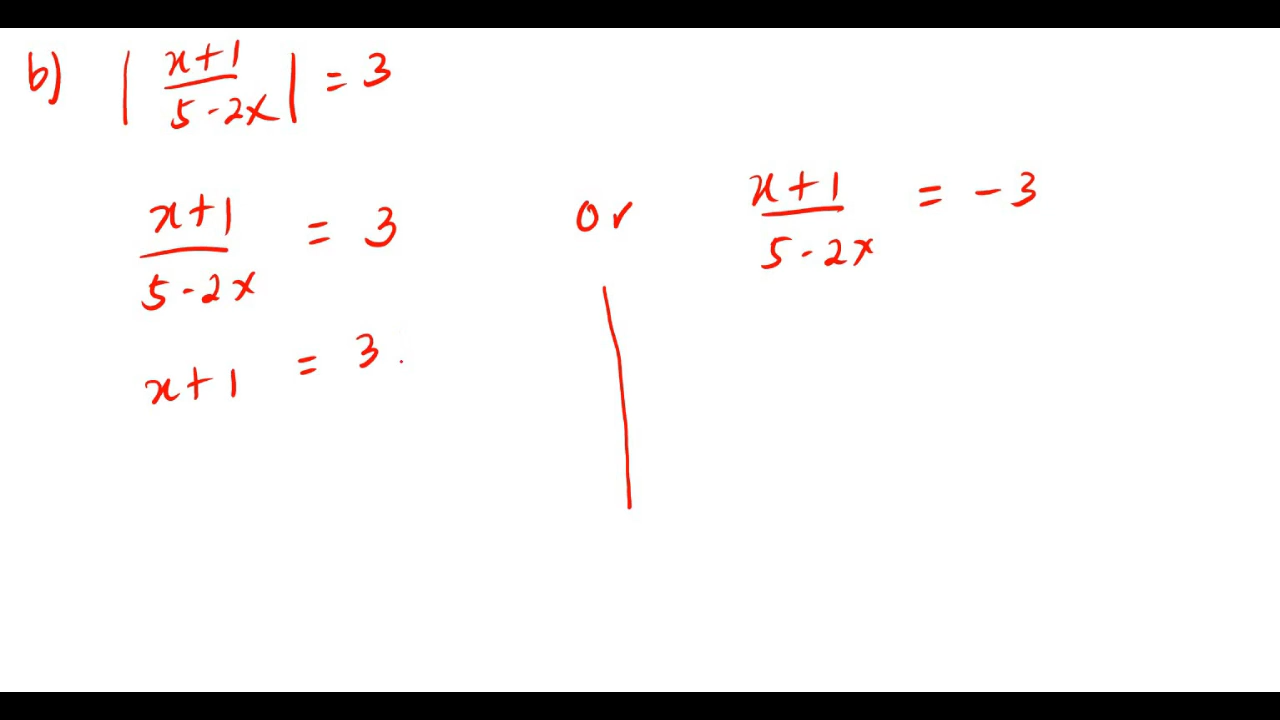 b) | x+1 / 5-2x | = 3
x+1 / 5-2x = 3 or x+1 / 5-2x = -3
x+1 = 3.